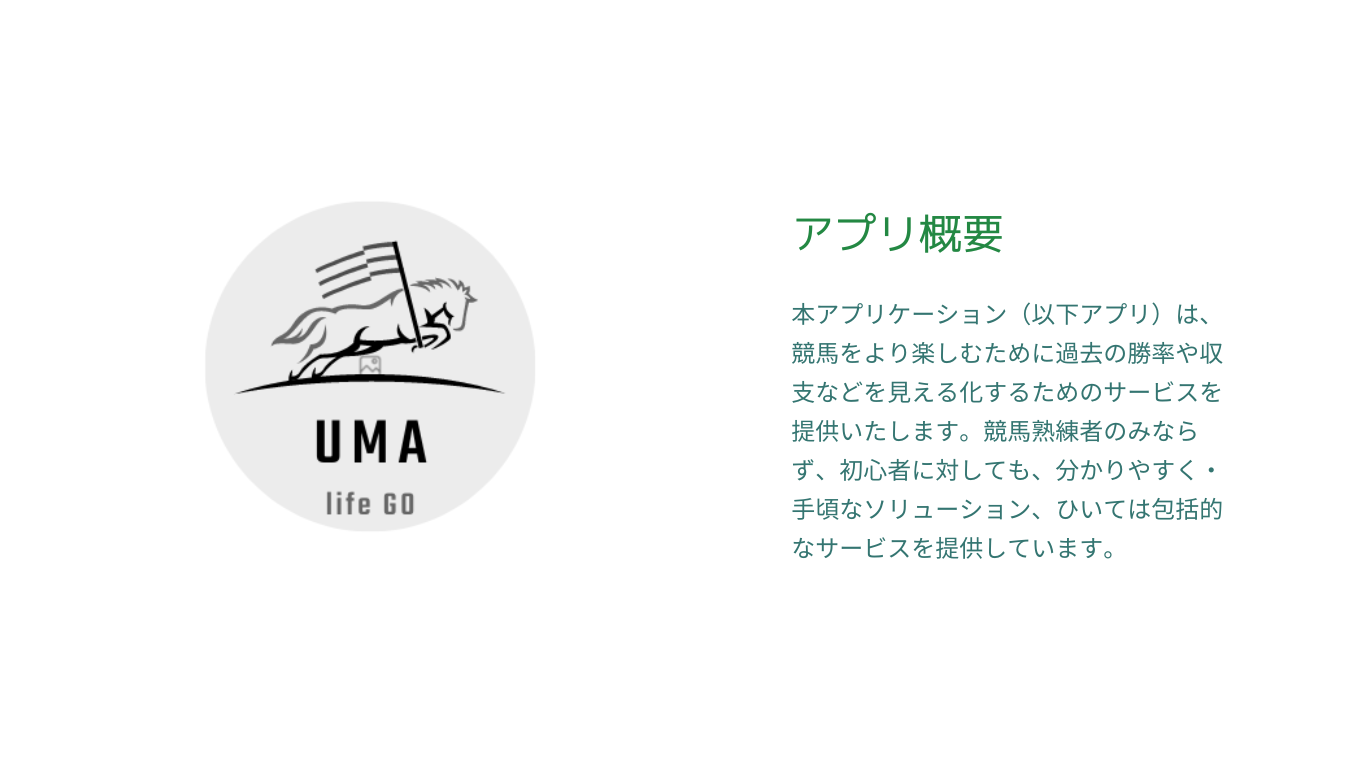 UMA
life GO
アプリ概要
本アプリケーション（以下アプリ）は、
競馬をより楽しむために過去の勝率や収
支などを見える化するためのサービスを
提供いたします。競馬熟練者のみなら
ず、初心者に対しても、分かりやすく・
手頃なソリューション、ひいては包括的
なサービスを提供しています。